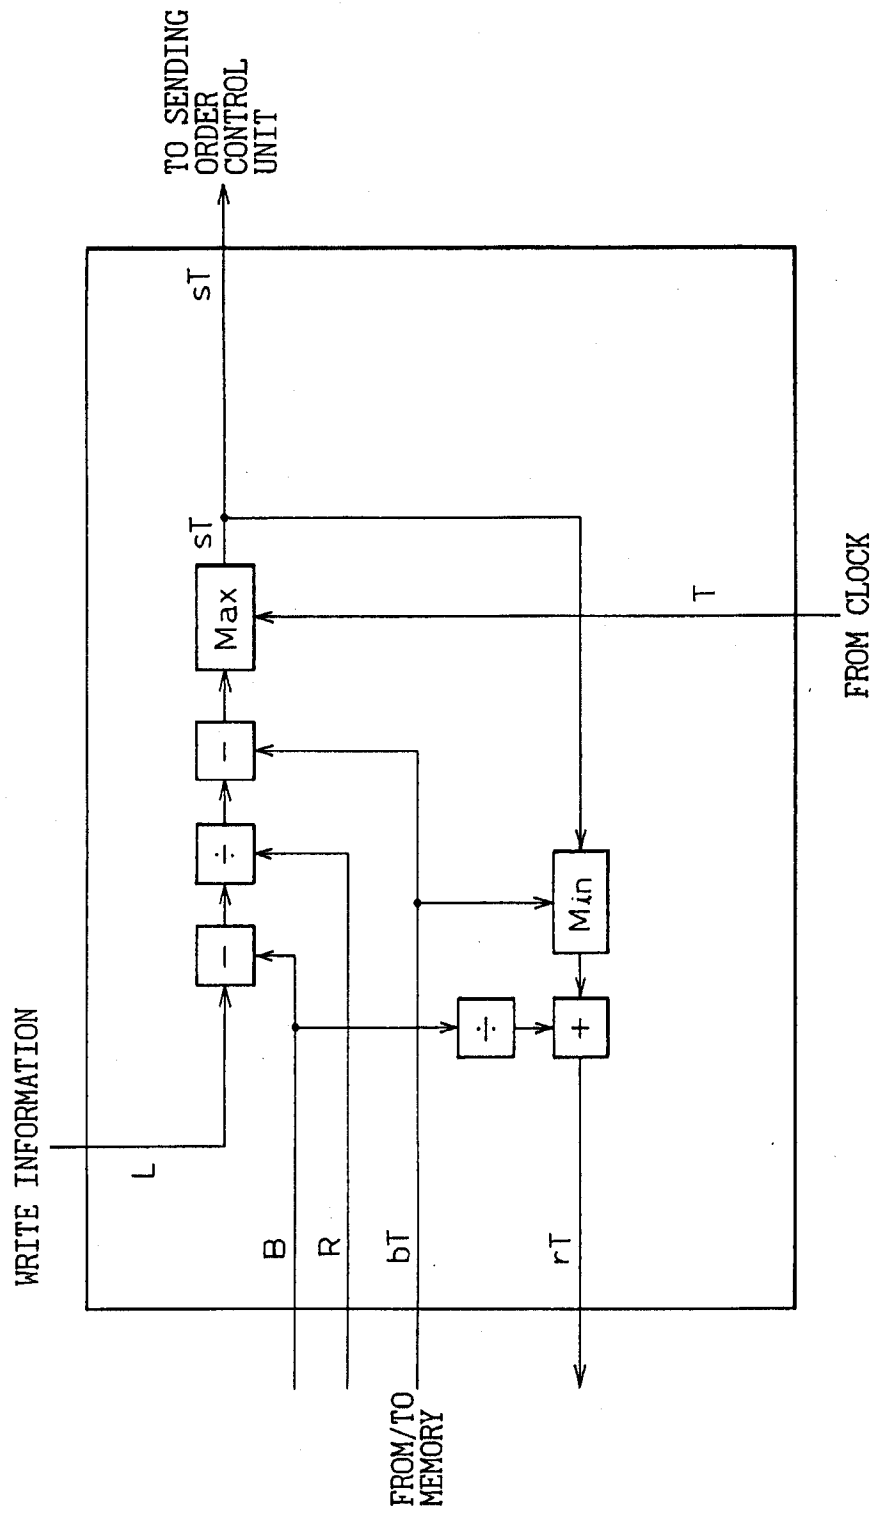 WRITE INFORMATION
L
B
R
FROM/TO
MEMORY
bT
rT
−
÷
−
Max
sT
sT
TO SENDING
ORDER
CONTROL
UNIT
÷
+
Min
T
FROM CLOCK